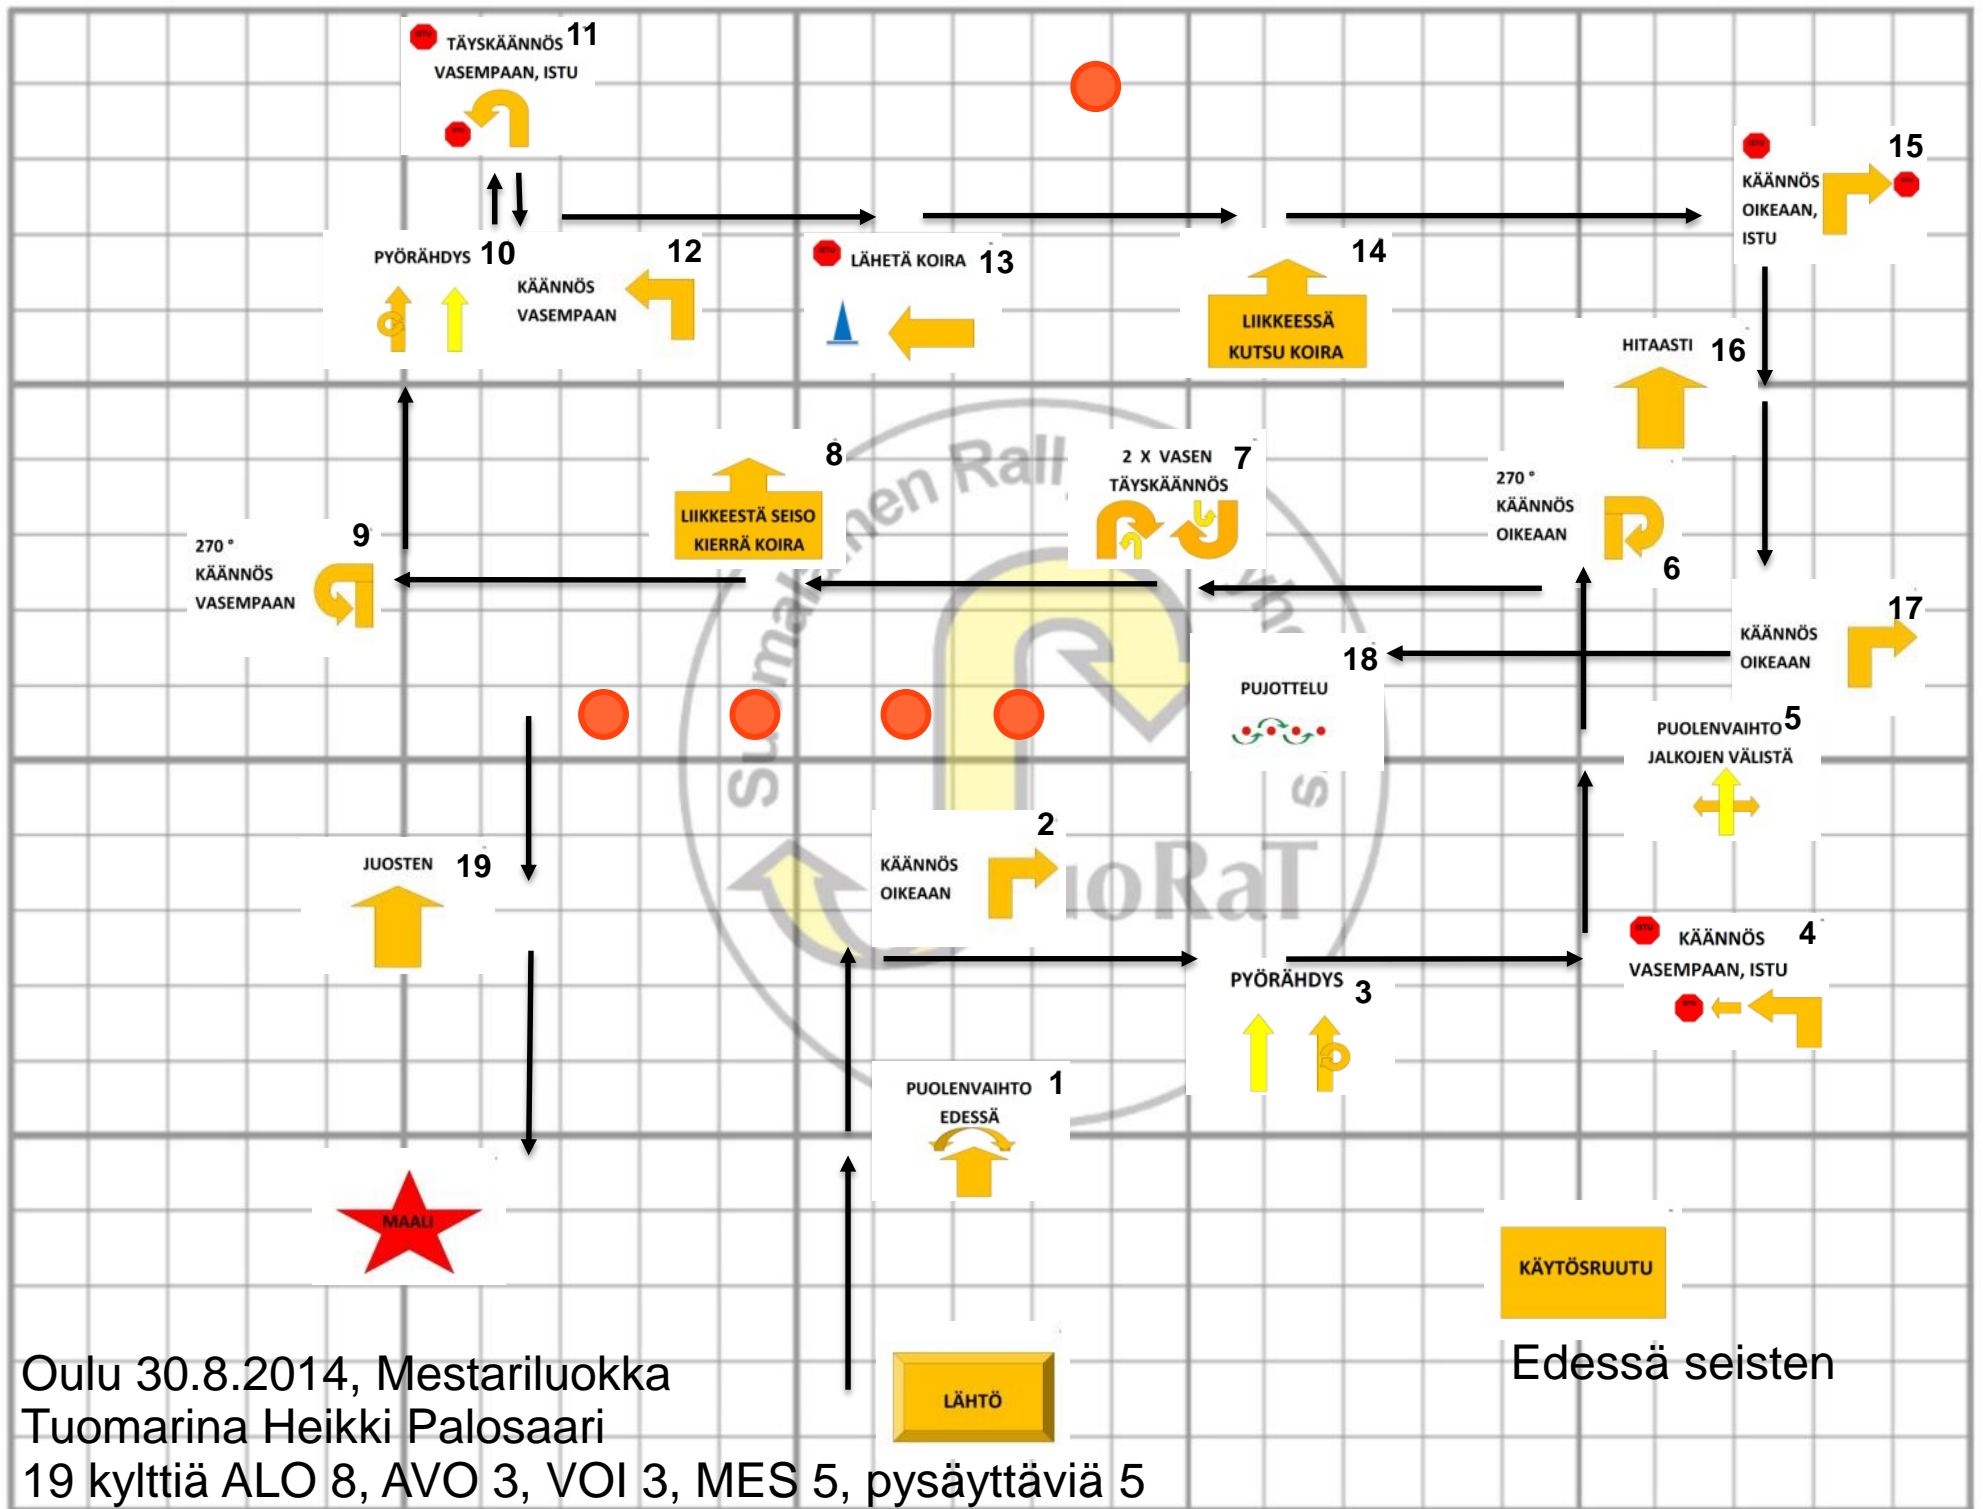 11
TÄYSKÄÄNNÖS
VASEMPAAN, ISTU
15
KÄÄNNÖS
OIKEAAN,
ISTU
PYÖRÄHDYS 10
12
KÄÄNNÖS
VASEMPAAN
LÄHETÄ KOIRA 13
14
LIIKKEESSÄ
KUTSU KOIRA
HITAASTI 16
8
LIIKKEESTÄ SEISO
KIERRÄ KOIRA
2 X VASEN 7
TÄYSKÄÄNNÖS
270 °
KÄÄNNÖS
OIKEAAN
6
9
270 °
KÄÄNNÖS
VASEMPAAN
17
KÄÄNNÖS
OIKEAAN
18
PUJOTTELU
PUOLENVAIHTO 5
JALKOJEN VÄLISTÄ
JUOSTEN 19
2
KÄÄNNÖS
OIKEAAN
ISTU
KÄÄNNÖS 4
VASEMPAAN, ISTU
PYÖRÄHDYS 3
PUOLENVAIHTO 1
EDESSÄ
MAALI
KÄYTÖSRUUTU
Edessä seisten
LÄHTÖ
Oulu 30.8.2014, Mestariluokka
Tuomarina Heikki Palosaari
19 kylttiä ALO 8, AVO 3, VOI 3, MES 5, pysäyttäviä 5